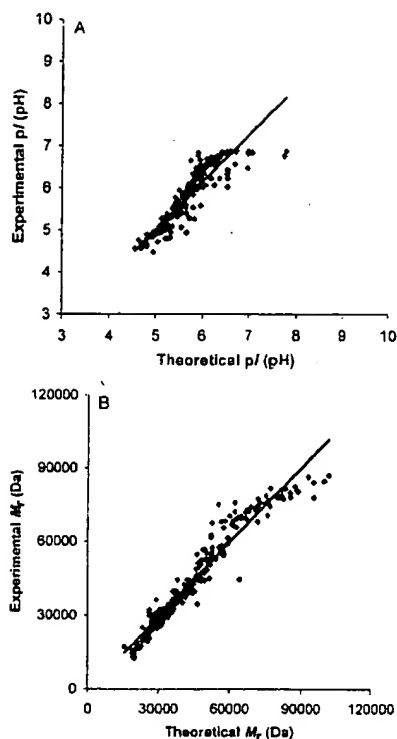 10
A
9
8
7
6
5
4
3
3 4 5 6 7 8 9 10
Experimental pI (pH)
Theoretical pI (pH)
120000
B
90000
60000
30000
0
0 30000 60000 90000 120000
Experimental Mr (Da)
Theoretical Mr (Da)